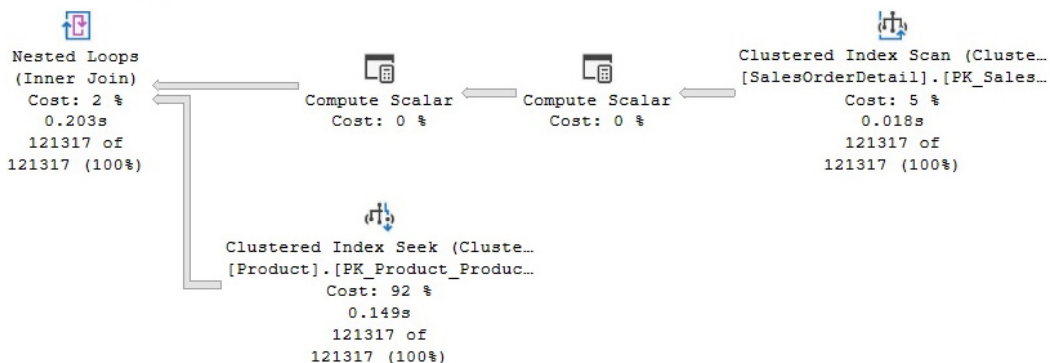 Nested Loops
(Inner Join)
Cost: 2 %
0.203s
121317 of
121317 (100%)
Compute Scalar
Cost: 0 %
Compute Scalar
Cost: 0 %
Clustered Index Scan (Cluste…
[SalesOrderDetail].[PK_Sales…
Cost: 5 %
0.018s
121317 of
121317 (100%)
Clustered Index Seek (Cluste…
[Product].[PK_Product_Produc…
Cost: 92 %
0.149s
121317 of
121317 (100%)